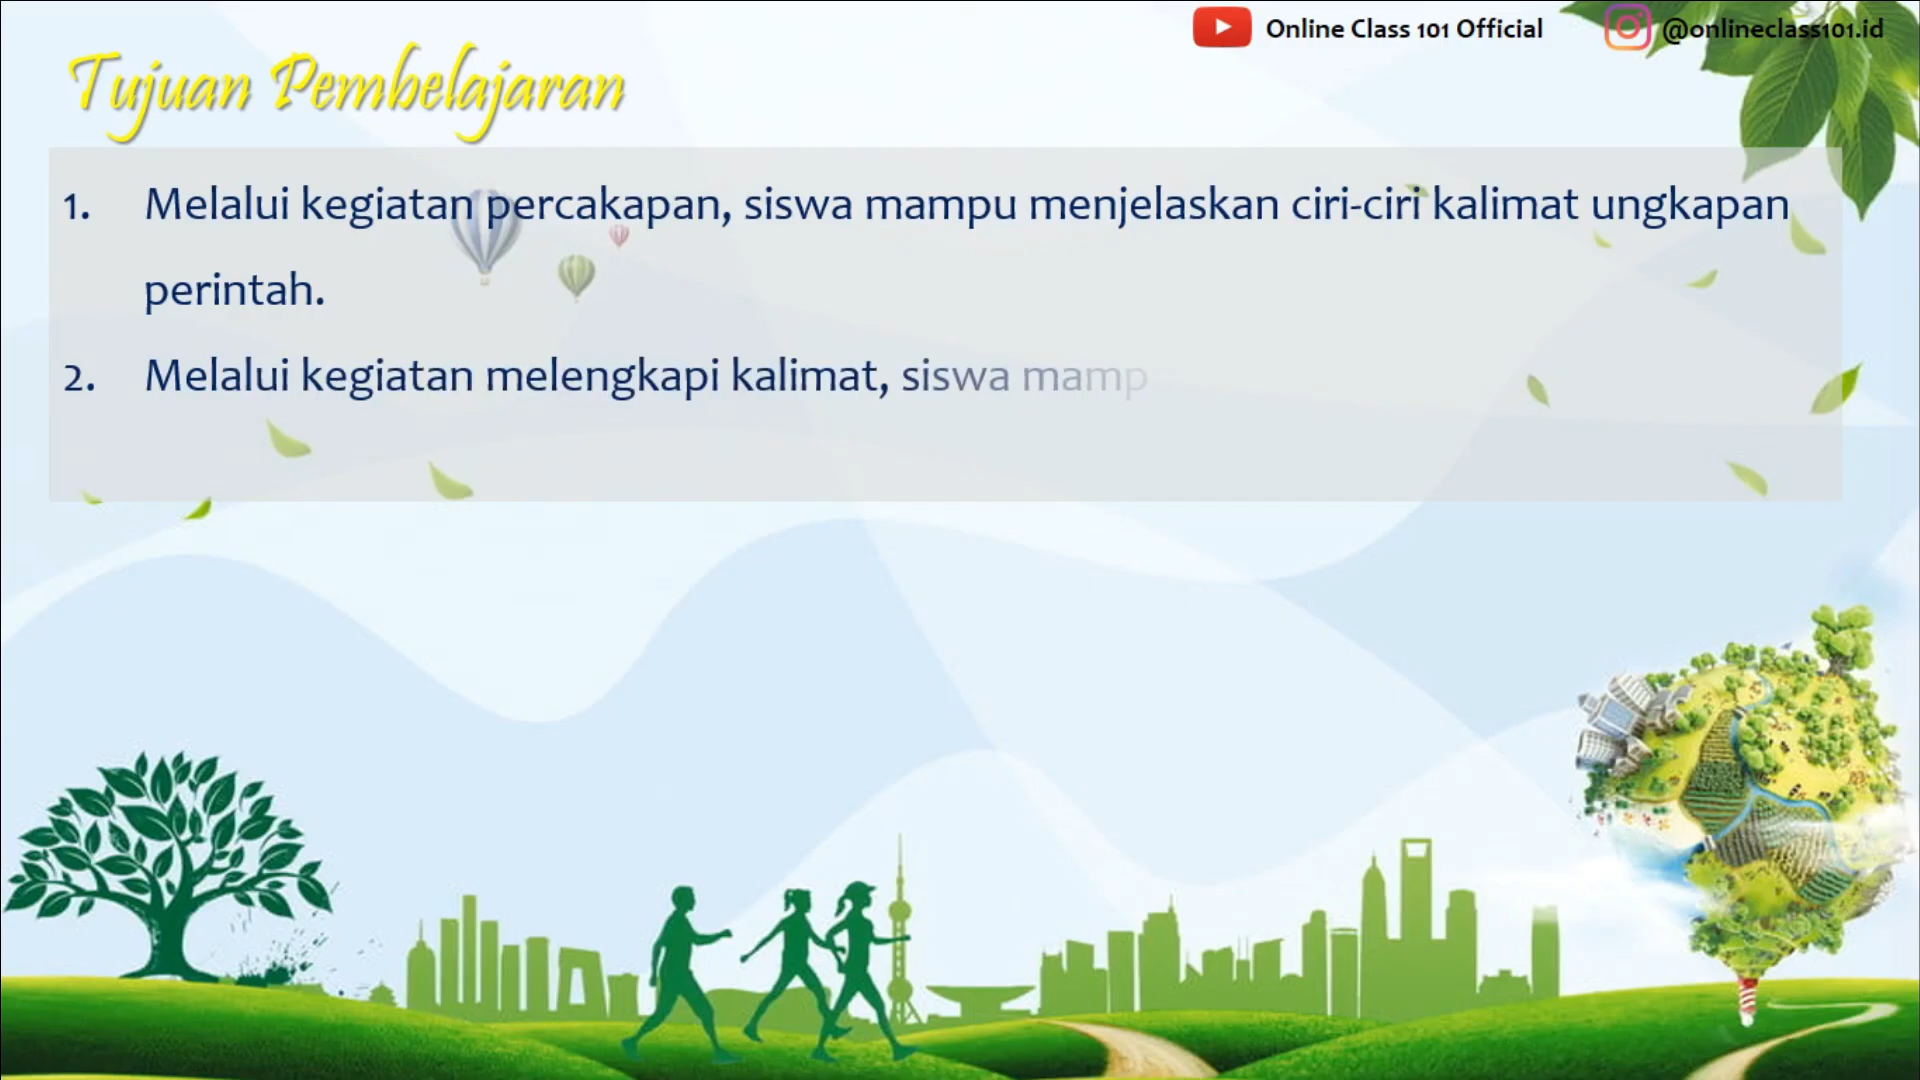 Online Class 101 Official
@onlineclass101.id
Tujuan Pembelajaran
1. Melalui kegiatan percakapan, siswa mampu menjelaskan ciri-ciri kalimat ungkapan
perintah.
2. Melalui kegiatan melengkapi kalimat, siswa mamp